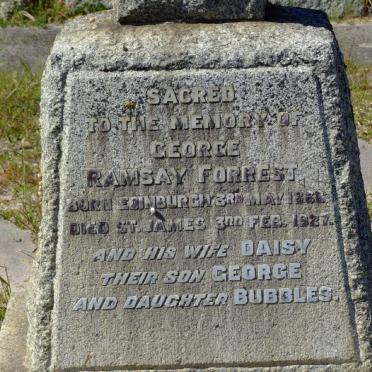 SACRED
TO THE MEMORY OF
GEORGE
RAMSAY FORREST.
BORN EDINBURGH 3RD MAY
DIED ST. JAMES 3RD FEB. 1927.
AND HIS WIFE DAISY
THEIR SON GEORGE
AND DAUGHTER BUBBLES.